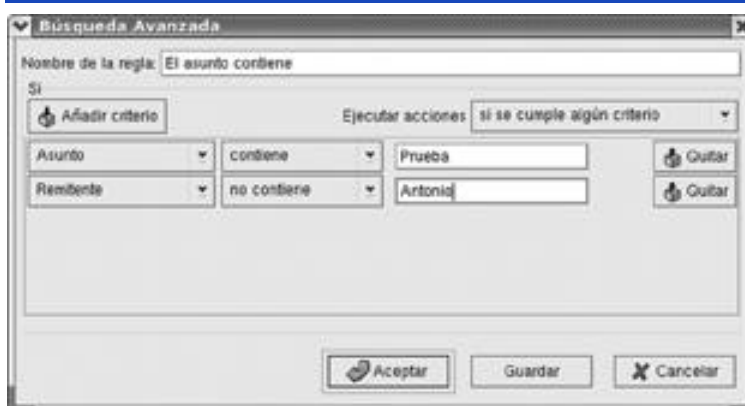 Búsqueda Avanzada
Nombre de la regla: El asunto contiene
Si
Añadir criterio Ejecutar acciones si se cumple algún criterio
Asunto contiene Prueba Quitar
Remitente no contiene Antonio Quitar
Aceptar Guardar Cancelar